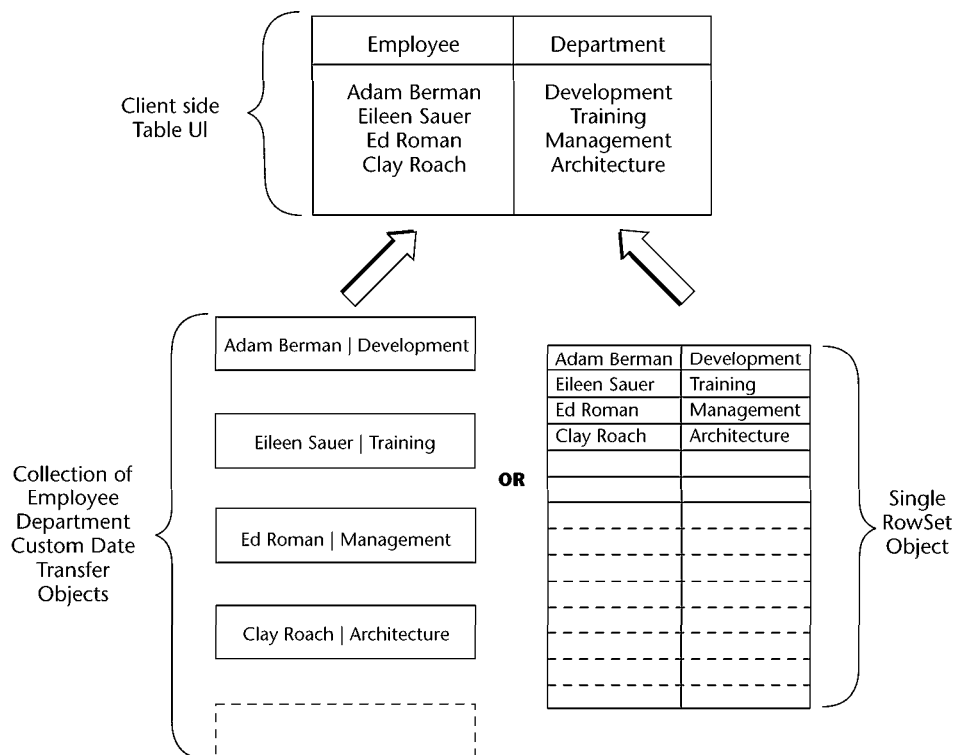 Employee Department
Client side
Table UI
Adam Berman Development
Eileen Sauer Training
Ed Roman Management
Clay Roach Architecture
Collection of
Employee
Department
Custom Date
Transfer
Objects
Adam Berman | Development
Eileen Sauer | Training
Ed Roman | Management
Clay Roach | Architecture
OR
Adam Berman Development
Eileen Sauer Training
Ed Roman Management
Clay Roach Architecture
Single
RowSet
Object